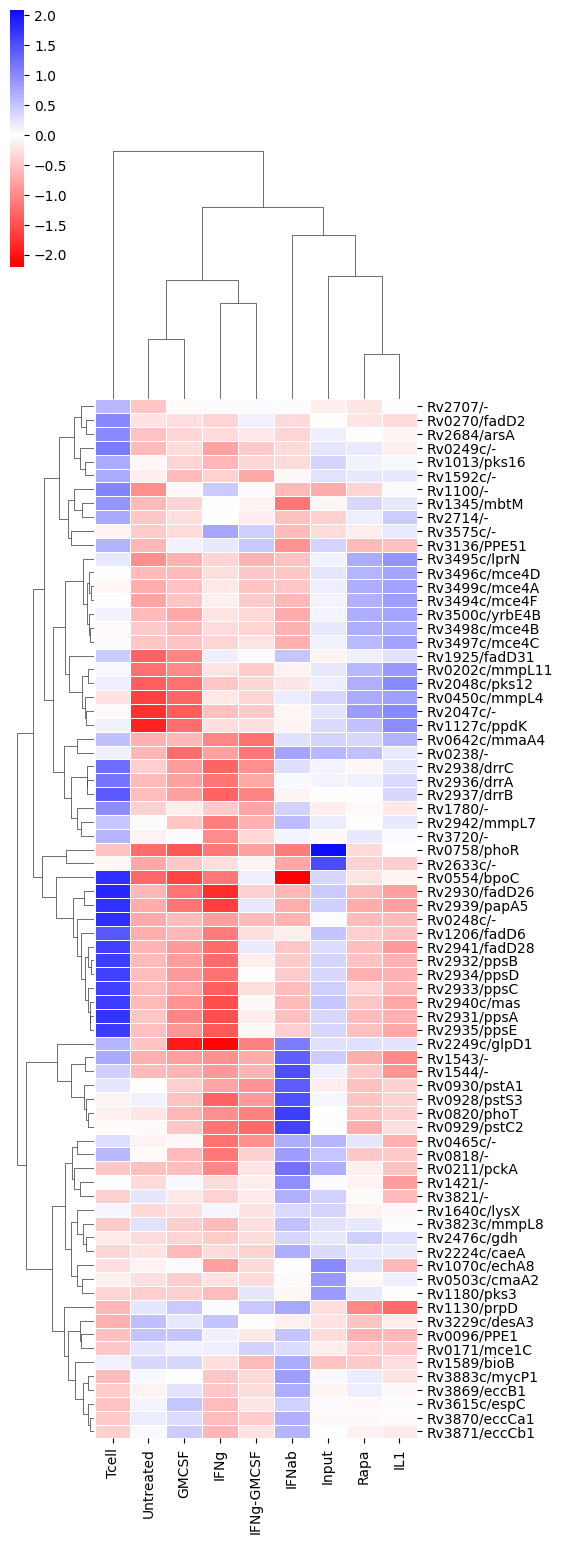 2.0
1.5
1.0
0.5
0.0
−0.5
−1.0
−1.5
−2.0
Rv2707/-
Rv0270/fadD2
Rv2684/arsA
Rv0249c/-
Rv1013/pks16
Rv1592c/-
Rv1100/-
Rv1345/mbtM
Rv2714/-
Rv3575c/-
Rv3136/PPE51
Rv3495c/lprN
Rv3496c/mce4D
Rv3499c/mce4A
Rv3494c/mce4F
Rv3500c/yrbE4B
Rv3498c/mce4B
Rv3497c/mce4C
Rv1925/fadD31
Rv0202c/mmpL11
Rv2048c/pks12
Rv0450c/mmpL4
Rv2047c/-
Rv1127c/ppdK
Rv0642c/mmaA4
Rv0238/-
Rv2938/drrC
Rv2936/drrA
Rv2937/drrB
Rv1780/-
Rv2942/mmpL7
Rv3720/-
Rv0758/phoR
Rv2633c/-
Rv0554/bpoC
Rv2930/fadD26
Rv2939/papA5
Rv0248c/-
Rv1206/fadD6
Rv2941/fadD28
Rv2932/ppsB
Rv2934/ppsD
Rv2933/ppsC
Rv2940c/mas
Rv2931/ppsA
Rv2935/ppsE
Rv2249c/glpD1
Rv1543/-
Rv1544/-
Rv0930/pstA1
Rv0928/pstS3
Rv0820/phoT
Rv0929/pstC2
Rv0465c/-
Rv0818/-
Rv0211/pckA
Rv1421/-
Rv3821/-
Rv1640c/lysX
Rv3823c/mmpL8
Rv2476c/gdh
Rv2224c/caeA
Rv1070c/echA8
Rv0503c/cmaA2
Rv1180/pks3
Rv1130/prpD
Rv3229c/desA3
Rv0096/PPE1
Rv0171/mce1C
Rv1589/bioB
Rv3883c/mycP1
Rv3869/eccB1
Rv3615c/espC
Rv3870/eccCa1
Rv3871/eccCb1
Tcell
Untreated
GMCSF
IFNg
IFNg-GMCSF
IFNab
Input
Rapa
IL1